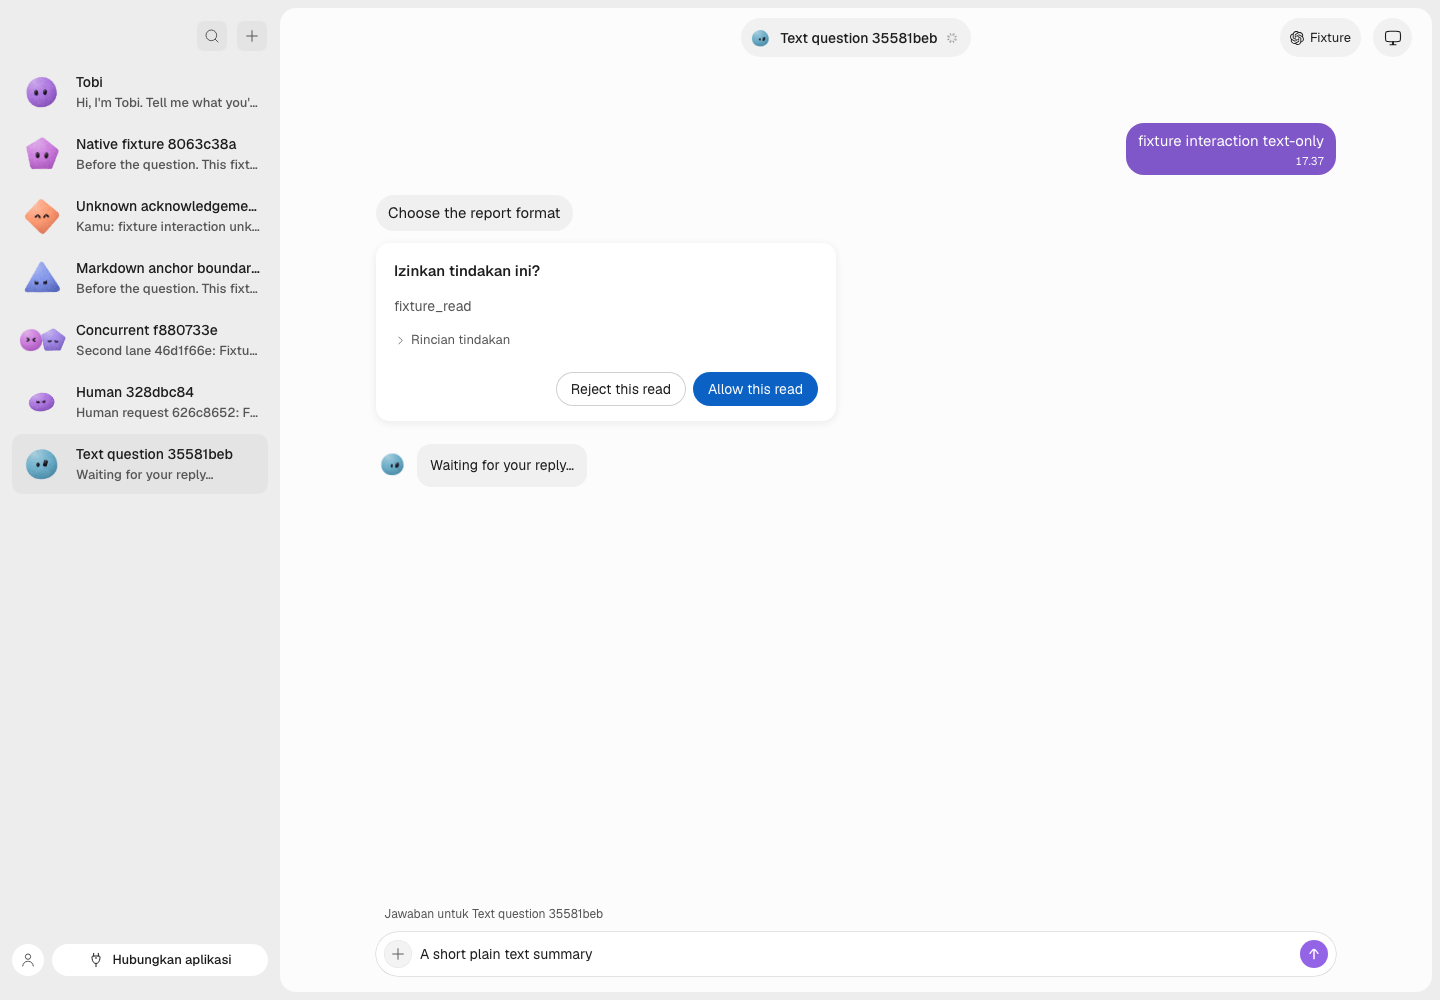 Tobi
Hi, I'm Tobi. Tell me what you'...
Native fixture 8063c38a
Before the question. This fixt...
Unknown acknowledgeme...
Kamu: fixture interaction unk...
Markdown anchor boundar...
Before the question. This fixt...
Concurrent f880733e
Second lane 46d1f66e: Fixtu...
Human 328dbc84
Human request 626c8652: F...
Text question 35581beb
Waiting for your reply...
Hubungkan aplikasi
Text question 35581beb
Fixture
fixture interaction text-only
17.37
Choose the report format
Izinkan tindakan ini?
fixture_read
Rincian tindakan
Reject this read
Allow this read
Waiting for your reply...
Jawaban untuk Text question 35581beb
A short plain text summary